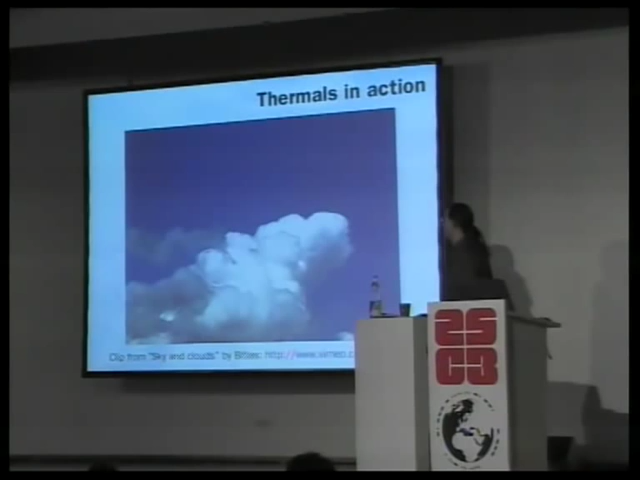 Thermals in action
Clip from "Sky and clouds" by Bitles: http://www.vimeo.c
25
C3